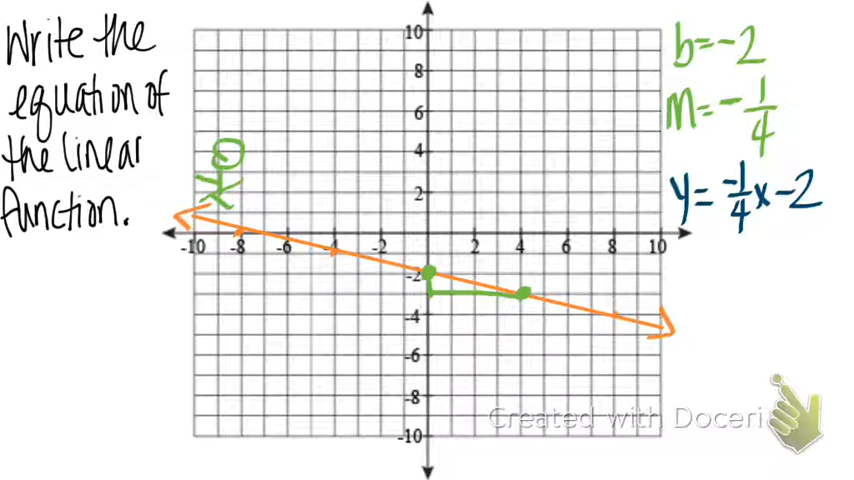 Write the
equation of
the linear
function.
b=-2
m=-1/4
y=-1/4x-2
10
8
6
4
2
-10 -8 -6 -4 -2 2 4 6 8 10
-2
-4
-6
-8
-10
Created with Doceri